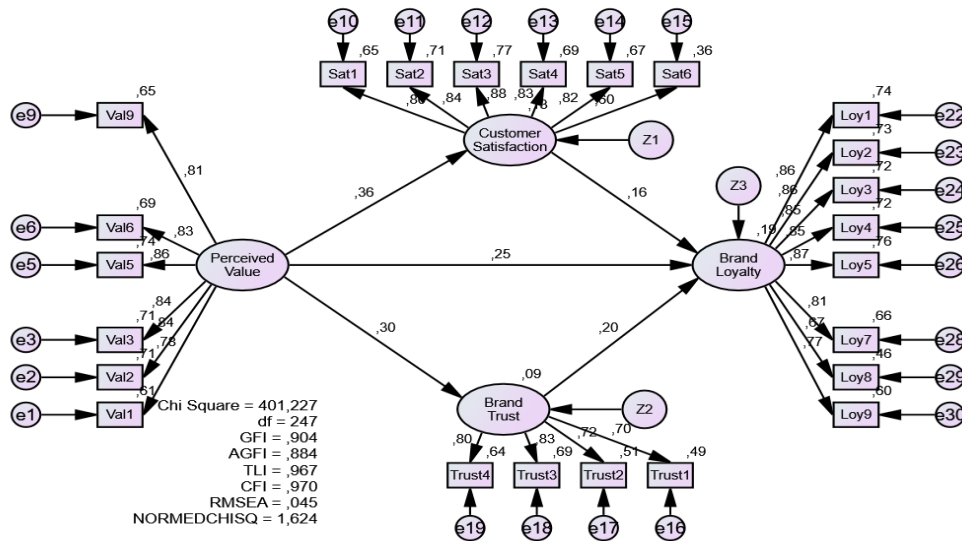 e10 e11 e12 e13 e14 e15
,65 ,71 ,77 ,69 ,67 ,36
Sat1 Sat2 Sat3 Sat4 Sat5 Sat6
,84 ,88 ,83 ,82 ,60
Customer
Satisfaction
Z1
e9 Val9 ,65
,81
e6 Val6 ,69
,83
e5 Val5 ,74
,86
e3 Val3 ,71
,84
e2 Val2 ,71
,84
e1 Val1 ,61
,78
Perceived
Value
,36
,25
,30
,16
,20
Z3
,19
Brand
Loyalty
,74
Loy1 e22
,86
,73
Loy2 e23
,86
,72
Loy3 e24
,85
,72
Loy4 e25
,85
,76
Loy5 e26
,87
,66
Loy7 e28
,81
,46
Loy8 e29
,67
,60
Loy9 e30
,77
,09
Brand
Trust
Z2
,80 ,83 ,72 ,70
,64 ,69 ,51 ,49
Trust4 Trust3 Trust2 Trust1
e19 e18 e17 e16
Chi Square = 401,227
df = 247
GFI = ,904
AGFI = ,884
TLI = ,967
CFI = ,970
RMSEA = ,045
NORMEDCHISQ = 1,624